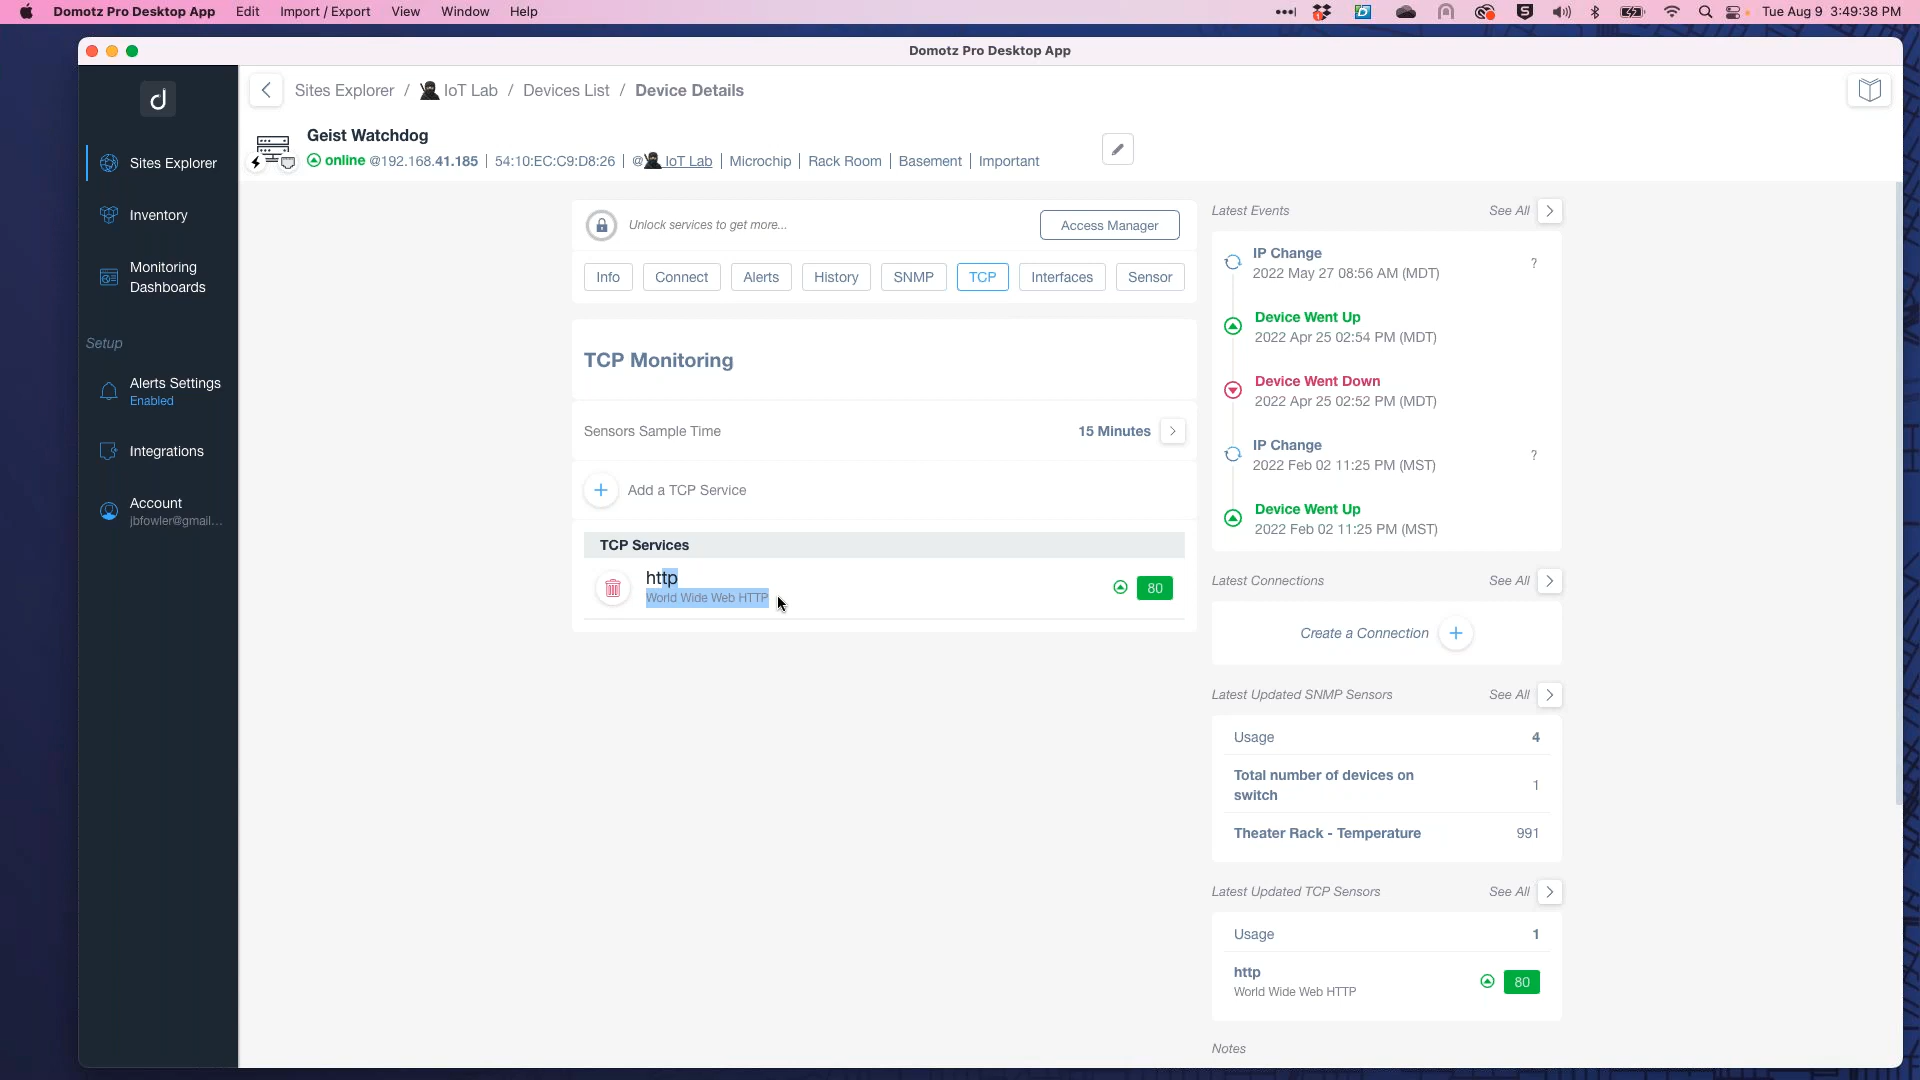 Domotz Pro Desktop App Edit Import / Export View Window Help Tue Aug 9 3:49:38 PM
Domotz Pro Desktop App
Sites Explorer / IoT Lab / Devices List / Device Details
Geist Watchdog
online @192.168.41.185 | 54:10:EC:C9:D8:26 | @ IoT Lab | Microchip | Rack Room | Basement | Important
Sites Explorer
Inventory
Monitoring
Dashboards
Setup
Alerts Settings
Enabled
Integrations
Account
jbfowler@gmail...
Unlock services to get more...
Access Manager
Info Connect Alerts History SNMP TCP Interfaces Sensor
TCP Monitoring
Sensors Sample Time 15 Minutes
Add a TCP Service
TCP Services
http
World Wide Web HTTP
80
Latest Events See All
IP Change
2022 May 27 08:56 AM (MDT)
?
Device Went Up
2022 Apr 25 02:54 PM (MDT)
Device Went Down
2022 Apr 25 02:52 PM (MDT)
IP Change
2022 Feb 02 11:25 PM (MST)
?
Device Went Up
2022 Feb 02 11:25 PM (MST)
Latest Connections See All
Create a Connection
Latest Updated SNMP Sensors See All
Usage 4
Total number of devices on
switch
1
Theater Rack - Temperature 991
Latest Updated TCP Sensors See All
Usage 1
http
World Wide Web HTTP
80
Notes